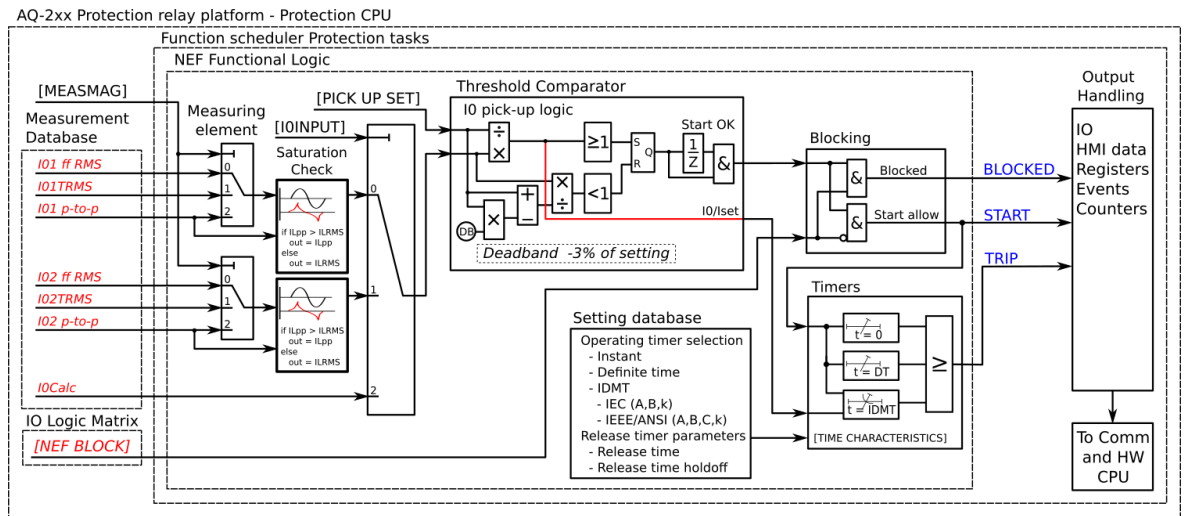 AQ-2xx Protection relay platform - Protection CPU
Function scheduler Protection tasks
NEF Functional Logic
[MEASMAG]
Measurement
Database
I01 ff RMS
I01TRMS
I01 p-to-p
I02 ff RMS
I02TRMS
I02 p-to-p
I0Calc
IO Logic Matrix
[NEF BLOCK]
Measuring
element
0
1
2
0
1
2
[I0INPUT]
Saturation
Check
if ILpp > ILRMS
out = ILpp
else
out = ILRMS
if ILpp > ILRMS
out = ILpp
else
out = ILRMS
0
1
2
[PICK UP SET]
Threshold Comparator
I0 pick-up logic
÷
×
≥1
S
Q
R
Start OK
1
Z
&
×
÷
<1
+
−
×
DB
I0/Iset
Deadband -3% of setting
Blocking
&
Blocked
&
Start allow
BLOCKED
START
TRIP
Setting database
Operating timer selection
- Instant
- Definite time
- IDMT
- IEC (A,B,k)
- IEEE/ANSI (A,B,C,k)
Release timer parameters
- Release time
- Release time holdoff
Timers
t = 0
t = DT
t = IDMT
≥
[TIME CHARACTERISTICS]
Output
Handling
IO
HMI data
Registers
Events
Counters
To Comm
and HW
CPU